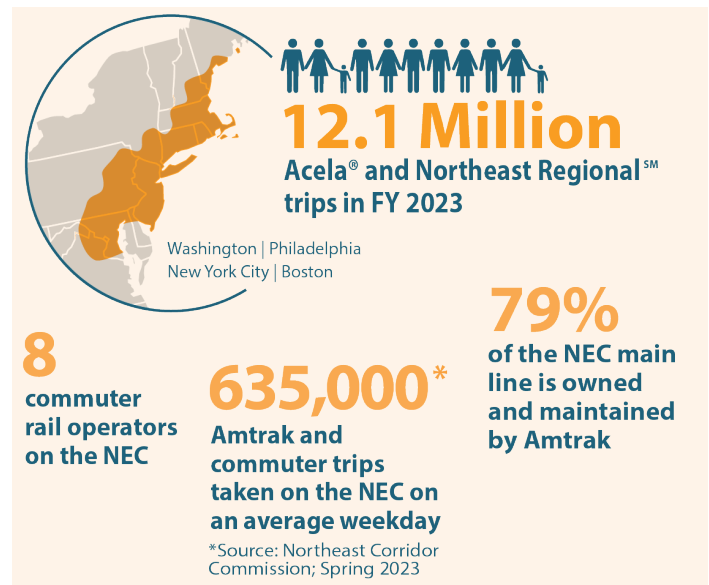 12.1 Million
Acela® and Northeast Regional℠
trips in FY 2023
Washington | Philadelphia
New York City | Boston
79%
of the NEC main
line is owned
and maintained
by Amtrak
8
commuter
rail operators
on the NEC
635,000*
Amtrak and
commuter trips
taken on the NEC on
an average weekday
*Source: Northeast Corridor
Commission; Spring 2023